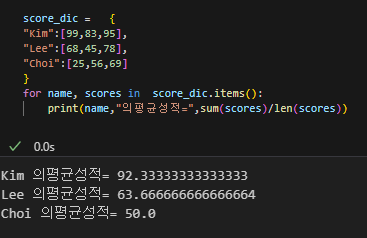 score_dic =   {
"Kim":[99,83,95],
"Lee":[68,45,78],
"Choi":[25,56,69]
}
for name, scores in  score_dic.items():
    print(name,"의평균성적=",sum(scores)/len(scores))
0.0s
Kim 의평균성적= 92.33333333333333
Lee 의평균성적= 63.666666666666664
Choi 의평균성적= 50.0